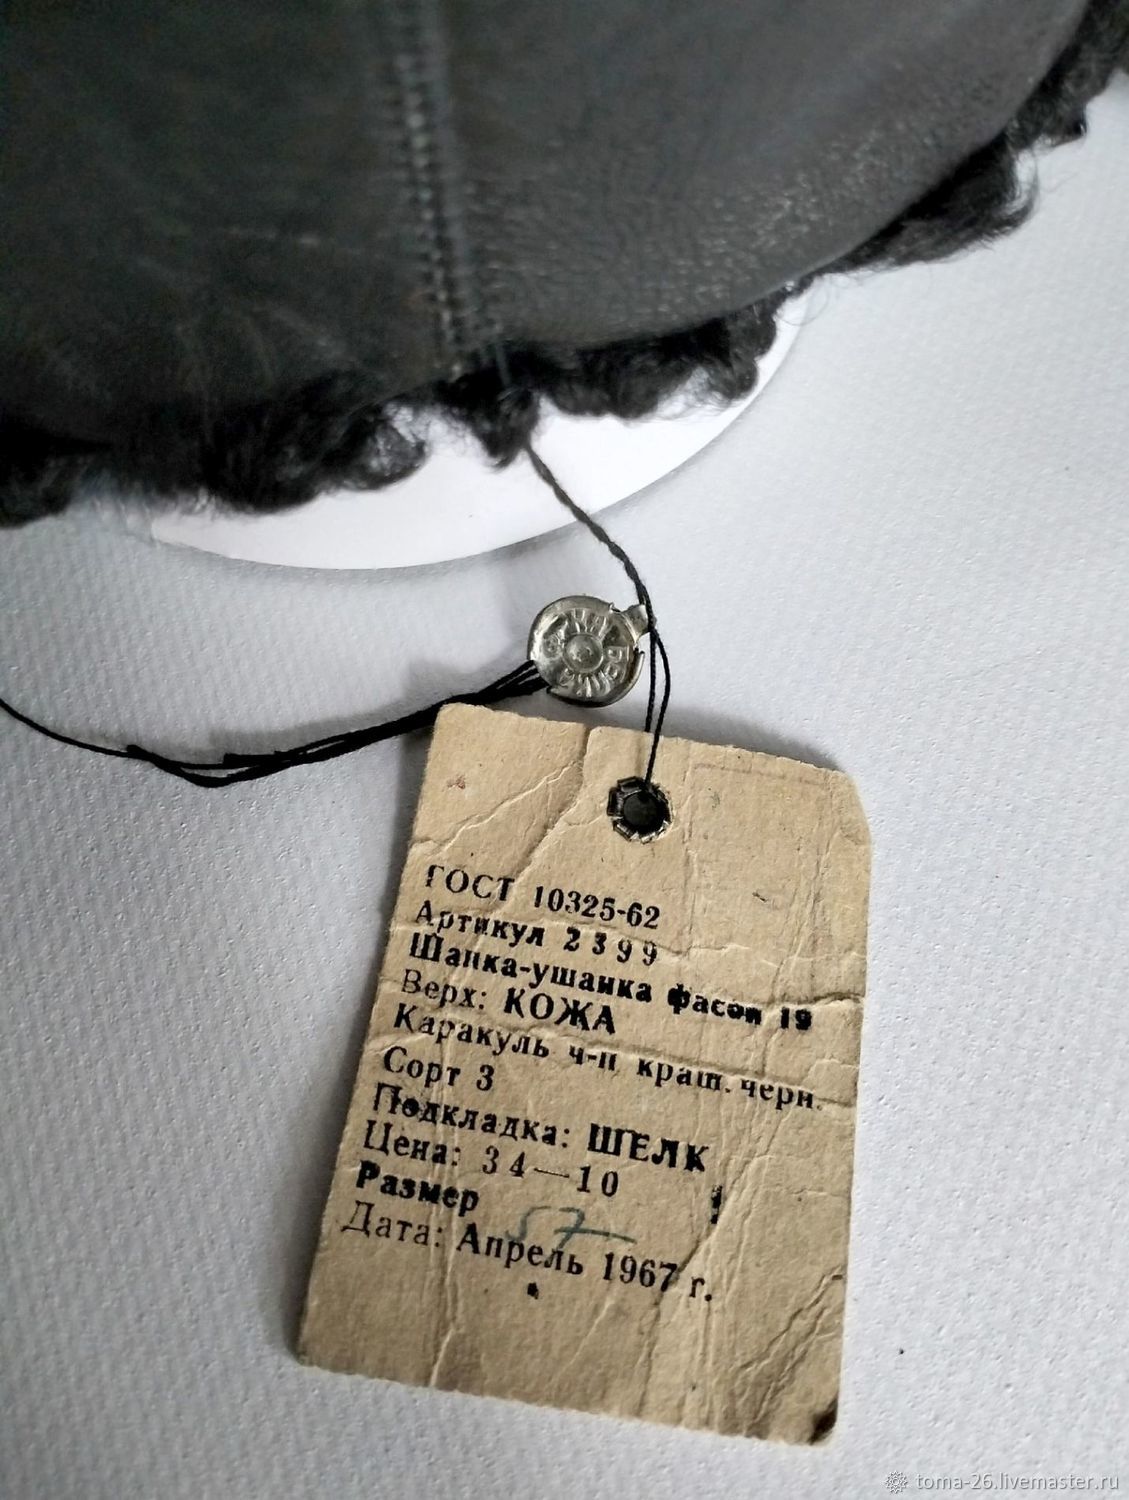 ГОСТ 10325-62
Артикул 2399
Шапка-ушанка фасон 19
Верх: КОЖА
Каракуль ч-п краш. черн.
Сорт 3
Подкладка: ШЕЛК
Цена: 34—10
Размер 57
Дата: Апрель 1967 г.
toma-26.livemaster.ru